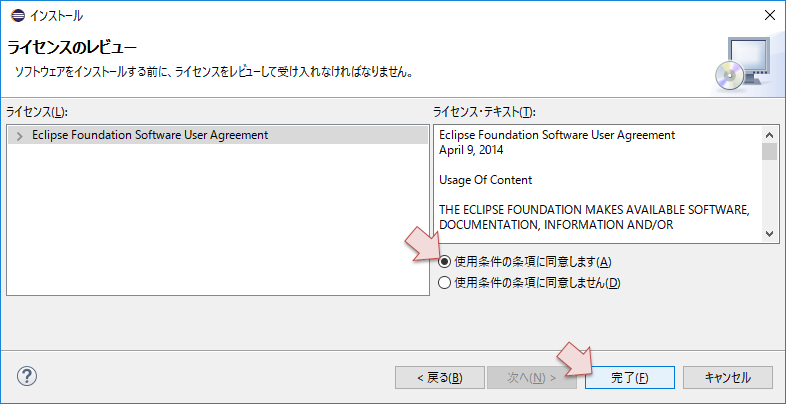 インストール
ライセンスのレビュー
ソフトウェアをインストールする前に、ライセンスをレビューして受け入れなければなりません。
ライセンス(L):
Eclipse Foundation Software User Agreement
ライセンス・テキスト(T):
Eclipse Foundation Software User Agreement
April 9, 2014
Usage Of Content
THE ECLIPSE FOUNDATION MAKES AVAILABLE SOFTWARE,
DOCUMENTATION, INFORMATION AND/OR
使用条件の条項に同意します(A)
使用条件の条項に同意しません(D)
?
< 戻る(B)
次へ(N) >
完了(F)
キャンセル